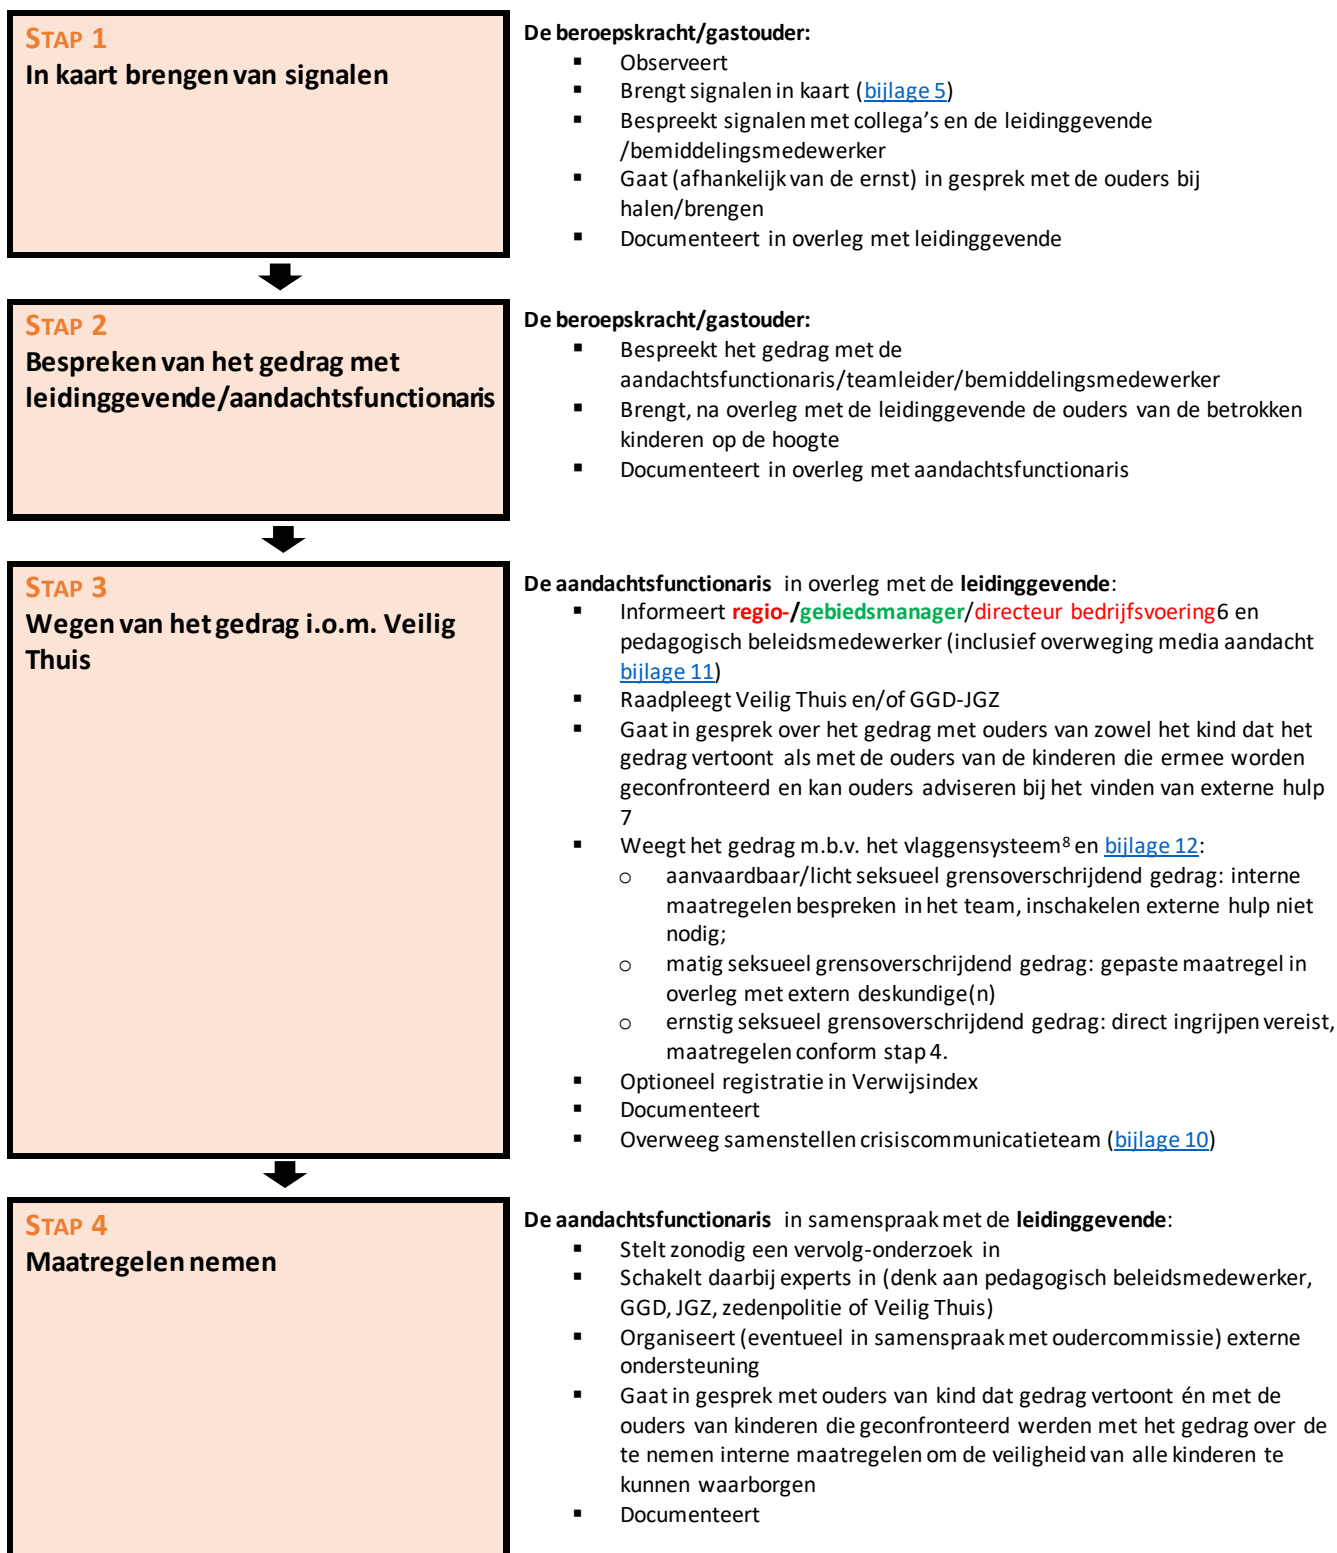 STAP 1
In kaart brengen van signalen
De beroepskracht/gastouder:
▪ Observeert
▪ Brengt signalen in kaart (bijlage 5)
▪ Bespreekt signalen met collega's en de leidinggevende
/bemiddelingsmedewerker
▪ Gaat (afhankelijk van de ernst) in gesprek met de ouders bij
halen/brengen
▪ Documenteert in overleg met leidinggevende
STAP 2
Bespreken van het gedrag met
leidinggevende/aandachtsfunctionaris
De beroepskracht/gastouder:
▪ Bespreekt het gedrag met de
aandachtsfunctionaris/teamleider/bemiddelingsmedewerker
▪ Brengt, na overleg met de leidinggevende de ouders van de betrokken
kinderen op de hoogte
▪ Documenteert in overleg met aandachtsfunctionaris
STAP 3
Wegen van het gedrag i.o.m. Veilig
Thuis
De aandachtsfunctionaris in overleg met de leidinggevende:
▪ Informeert regio-/gebiedsmanager/directeur bedrijfsvoering6 en
pedagogisch beleidsmedewerker (inclusief overweging media aandacht
bijlage 11)
▪ Raadpleegt Veilig Thuis en/of GGD-JGZ
▪ Gaat in gesprek over het gedrag met ouders van zowel het kind dat het
gedrag vertoont als met de ouders van de kinderen die ermee worden
geconfronteerd en kan ouders adviseren bij het vinden van externe hulp
7
▪ Weegt het gedrag m.b.v. het vlaggensysteem⁸ en bijlage 12:
o aanvaardbaar/licht seksueel grensoverschrijdend gedrag: interne
maatregelen bespreken in het team, inschakelen externe hulp niet
nodig;
o matig seksueel grensoverschrijdend gedrag: gepaste maatregel in
overleg met extern deskundige(n)
o ernstig seksueel grensoverschrijdend gedrag: direct ingrijpen vereist,
maatregelen conform stap 4.
▪ Optioneel registratie in Verwijsindex
▪ Documenteert
▪ Overweeg samenstellen crisiscommunicatieteam (bijlage 10)
STAP 4
Maatregelen nemen
De aandachtsfunctionaris in samenspraak met de leidinggevende:
▪ Stelt zonodig een vervolg-onderzoek in
▪ Schakelt daarbij experts in (denk aan pedagogisch beleidsmedewerker,
GGD, JGZ, zedenpolitie of Veilig Thuis)
▪ Organiseert (eventueel in samenspraak met oudercommissie) externe
ondersteuning
▪ Gaat in gesprek met ouders van kind dat gedrag vertoont én met de
ouders van kinderen die geconfronteerd werden met het gedrag over de
te nemen interne maatregelen om de veiligheid van alle kinderen te
kunnen waarborgen
▪ Documenteert